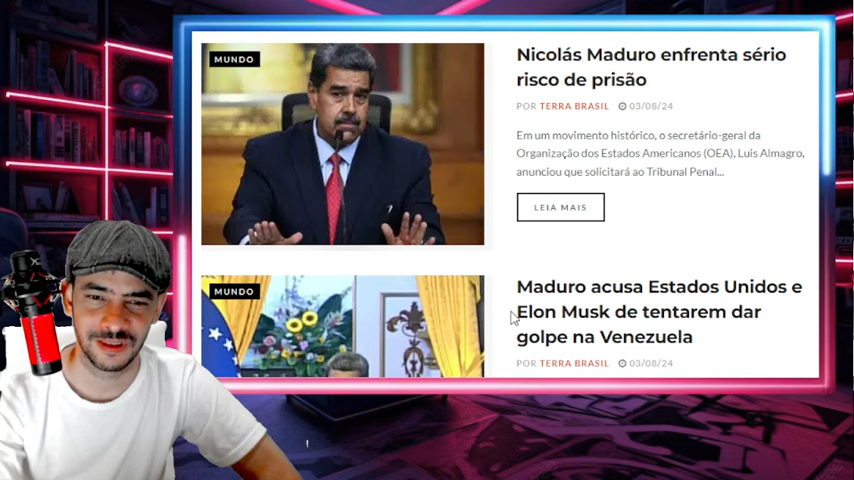 MUNDO
Nicolás Maduro enfrenta sério
risco de prisão
POR TERRA BRASIL 03/08/24
Em um movimento histórico, o secretário-geral da
Organização dos Estados Americanos (OEA), Luis Almagro,
anunciou que solicitará ao Tribunal Penal...
LEIA MAIS
MUNDO
Maduro acusa Estados Unidos e
Elon Musk de tentarem dar
golpe na Venezuela
POR TERRA BRASIL 03/08/24